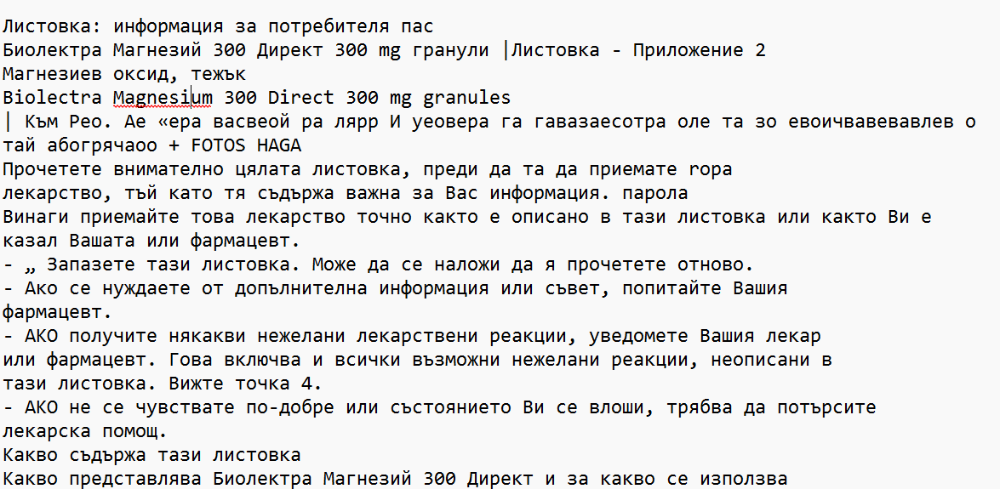 Листовка: информация за потребителя пас
Биолектра Магнезий 300 Директ 300 mg гранули |Листовка - Приложение 2
Магнезиев оксид, тежък
Biolectra Magnesium 300 Direct 300 mg granules
| Към Рео. Ае «ера васвеой ра лярр И уеовера га гавазаесотра оле та зо евоичвавевавлев о
тай абогрячаоо + FOTOS HAGA
Прочетете внимателно цялата листовка, преди да та да приемате ropa
лекарство, тъй като тя съдържа важна за Вас информация. парола
Винаги приемайте това лекарство точно както е описано в тази листовка или както Ви е
казал Вашата или фармацевт.
- „ Запазете тази листовка. Може да се наложи да я прочетете отново.
- Ако се нуждаете от допълнителна информация или съвет, попитайте Вашия
фармацевт.
- АКО получите някакви нежелани лекарствени реакции, уведомете Вашия лекар
или фармацевт. Гова включва и всички възможни нежелани реакции, неописани в
тази листовка. Вижте точка 4.
- АКО не се чувствате по-добре или състоянието Ви се влоши, трябва да потърсите
лекарска помощ.
Какво съдържа тази листовка
Какво представлява Биолектра Магнезий 300 Директ и за какво се използва